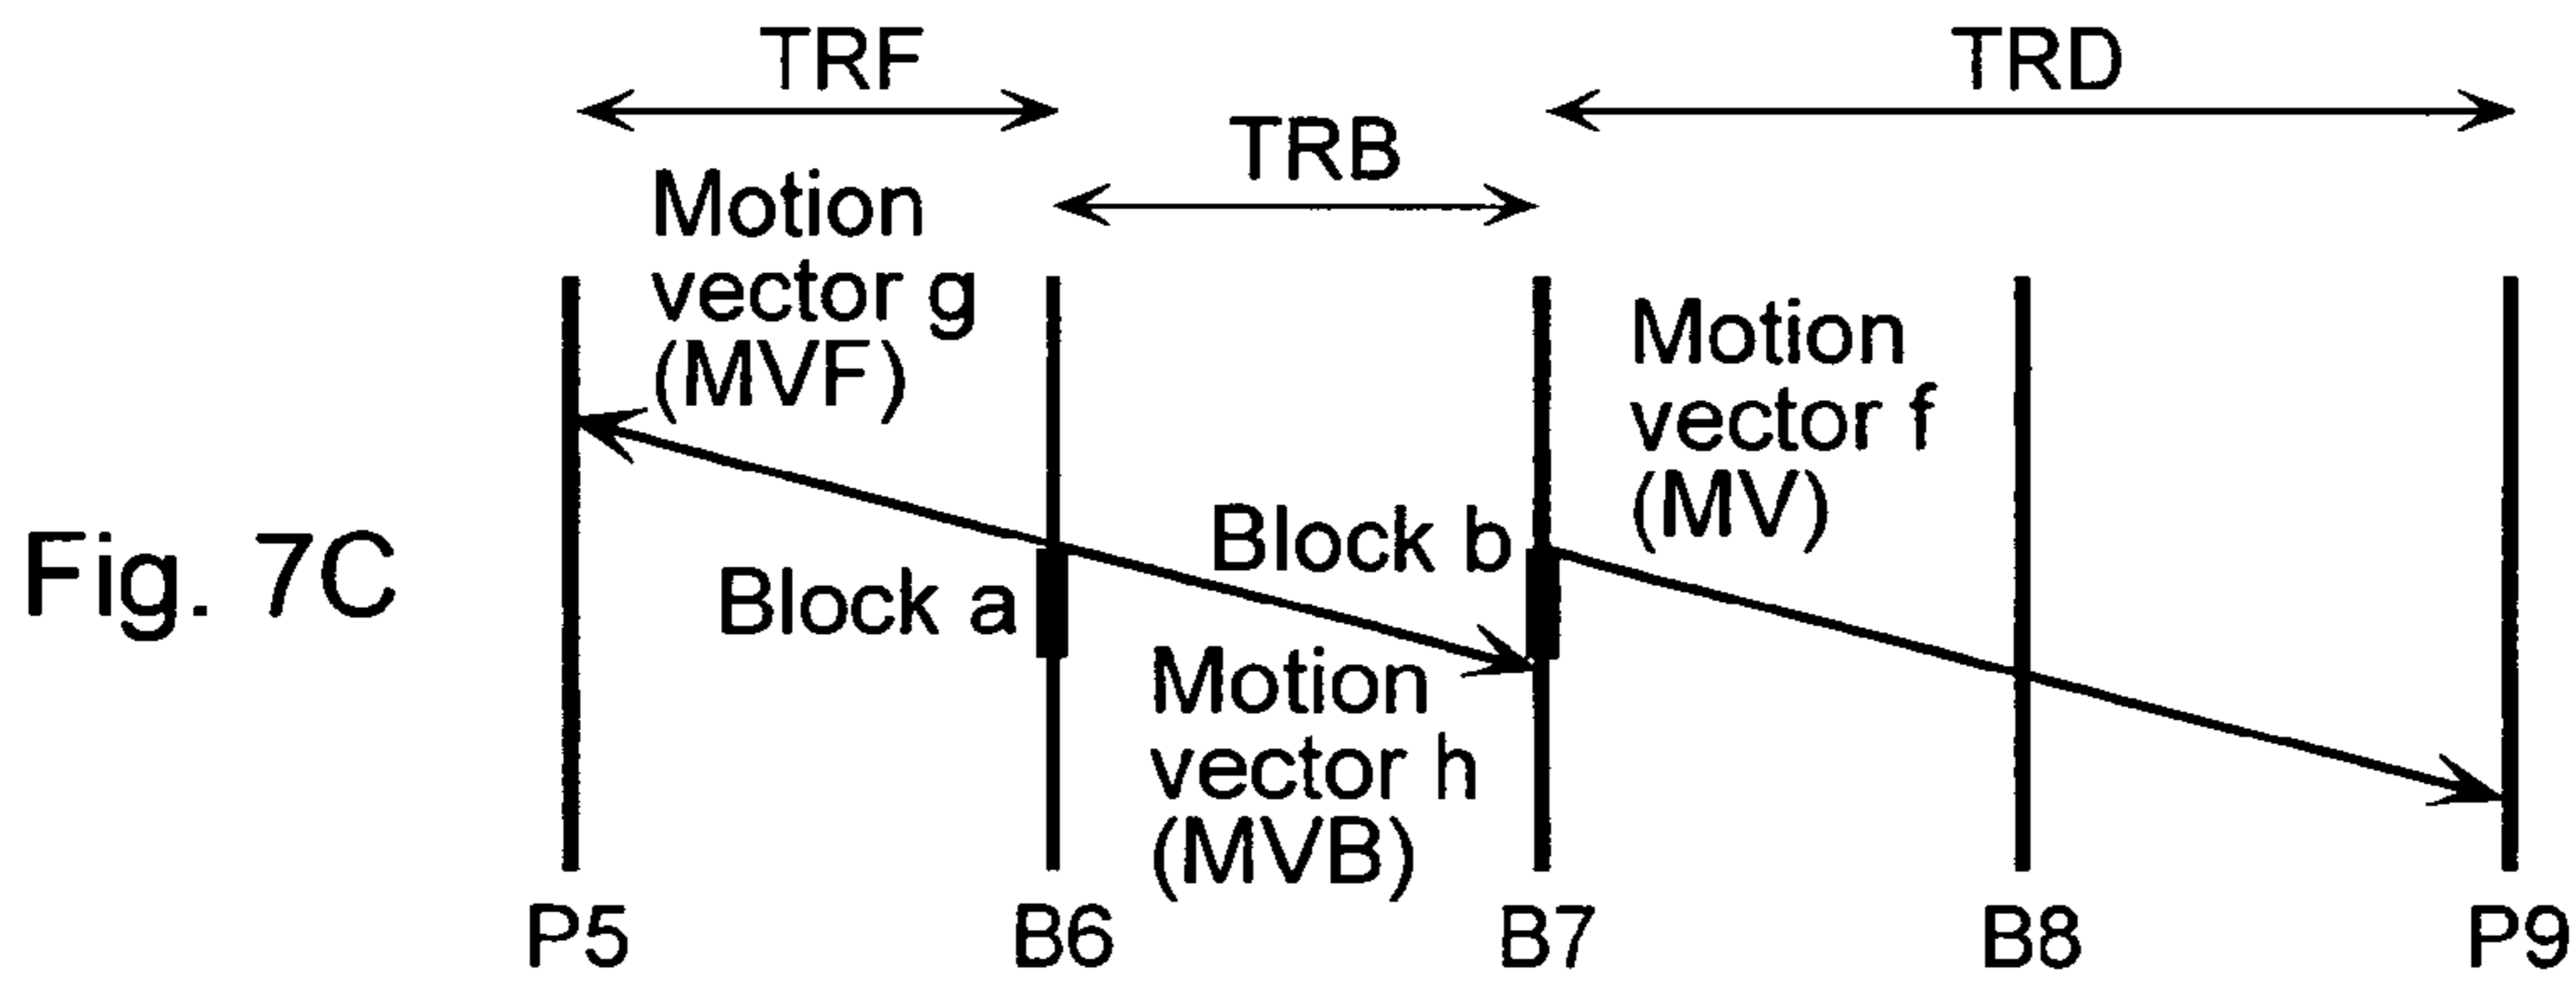 TRF
TRD
TRB
Motion
vector g
(MVF)
Motion
vector f
(MV)
Block b
Fig. 7C
Block a
Motion
vector h
(MVB)
P5
B6
B7
B8
P9